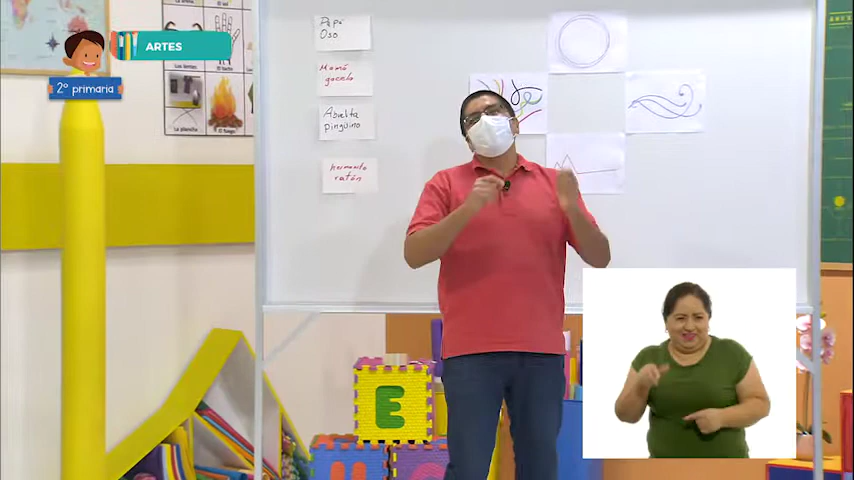 ARTES
2° primaria
Papá
Oso
Mamá
gacela
Abuelita
pingüino
hermanito
ratón
E